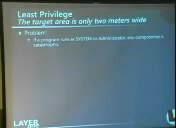 Least Privilege
The target area is only two meters wide
Problem:
If a program runs as SYSTEM or Administrator, any compromise is
catastrophic
LAYER